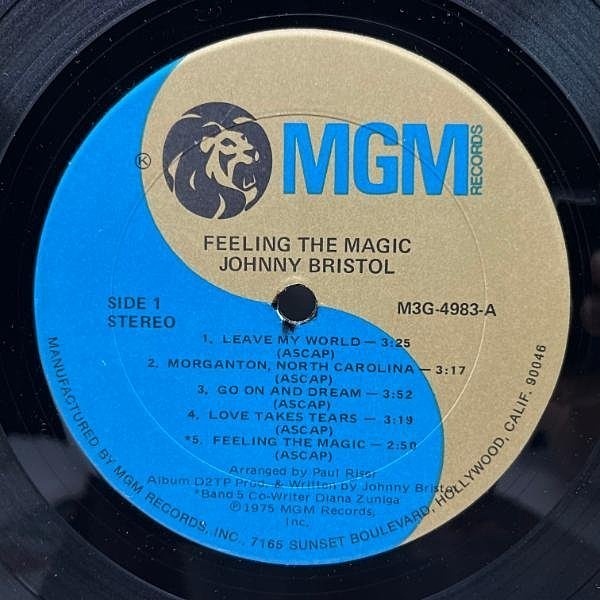 MGM
RECORDS
K
FEELING THE MAGIC
JOHNNY BRISTOL
SIDE 1
STEREO
M3G-4983-A
1. LEAVE MY WORLD — 3:25
(ASCAP)
2. MORGANTON, NORTH CAROLINA — 3:17
(ASCAP)
3. GO ON AND DREAM — 3:52
(ASCAP)
4. LOVE TAKES TEARS — 3:19
(ASCAP)
*5. FEELING THE MAGIC — 2:50
(ASCAP)
Arranged by Paul Riser
Album D2TP Prod. & Written by Johnny Bristol
*Band 5 Co-Writer Diana Zuniga
℗1975 MGM Records,
Inc.
MANUFACTURED BY MGM RECORDS, INC., 7165 SUNSET BOULEVARD, HOLLYWOOD, CALIF. 90046